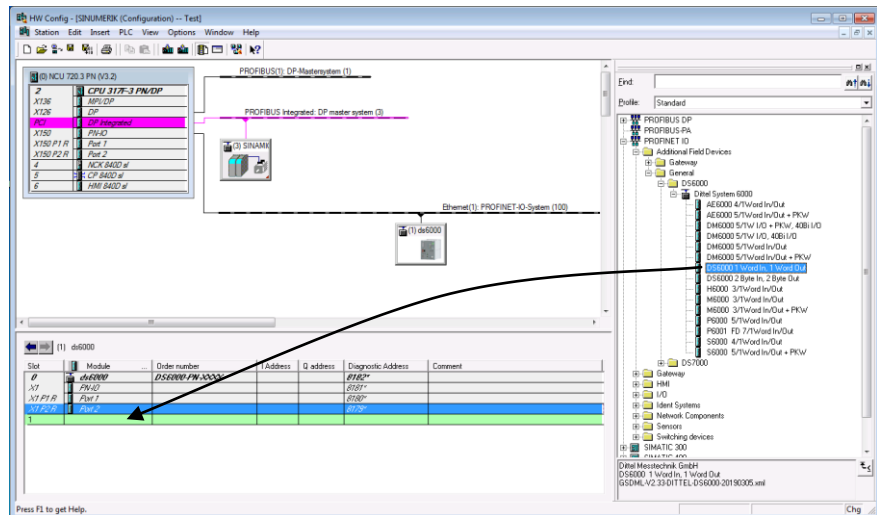 HW Config - [SINUMERIK (Configuration) -- Test]
Station Edit Insert PLC View Options Window Help
(0) NCU 720.3 PN (V3.2)
2 CPU 317F-3 PN/DP
X136 MPI/DP
X126 DP
PCI DP Integrated
X150 PN-IO
X150 P1 R Port 1
X150 P2 R Port 2
4 NCK 840D sl
5 CP 840D sl
6 HMI 840D sl
PROFIBUS(1): DP-Mastersystem (1)
PROFIBUS Integrated: DP master system (3)
(3) SINAMI
Ethernet(1): PROFINET-IO-System (100)
(1) ds6000
(1) ds6000
Slot Module ... Order number I Address Q address Diagnostic Address Comment
0 ds6000 DS6000-PN-XXXX 8182*
X1 PN-IO 8181*
X1 P1 R Port 1 8180*
X1 P2 R Port 2 8179*
1
Find:
Profile: Standard
PROFIBUS DP
PROFIBUS-PA
PROFINET IO
Additional Field Devices
Gateway
General
DS6000
Dittel System 6000
AE6000 4/1Word In/Out
AE6000 5/1Word In/Out + PKW
DM6000 5/1W I/O + PKW, 40Bi I/O
DM6000 5/1W I/O, 40Bi I/O
DM6000 5/1Word In/Out
DM6000 5/1Word In/Out + PKW
DS6000 1 Word In, 1 Word Out
DS6000 2 Byte In, 2 Byte Out
H6000 3/1Word In/Out
M6000 3/1Word In/Out
M6000 3/1Word In/Out + PKW
P6000 5/1Word In/Out
P6001 FD 7/1Word In/Out
S6000 4/1Word In/Out
S6000 5/1Word In/Out + PKW
DS7000
Gateway
HMI
I/O
Ident Systems
Network Components
Sensors
Switching devices
SIMATIC 300
SIMATIC 400
Dittel Messtechnik GmbH
DS6000 1 Word In, 1 Word Out
GSDML-V2.33-DITTEL-DS6000-20190305.xml
Press F1 to get Help.
Chg